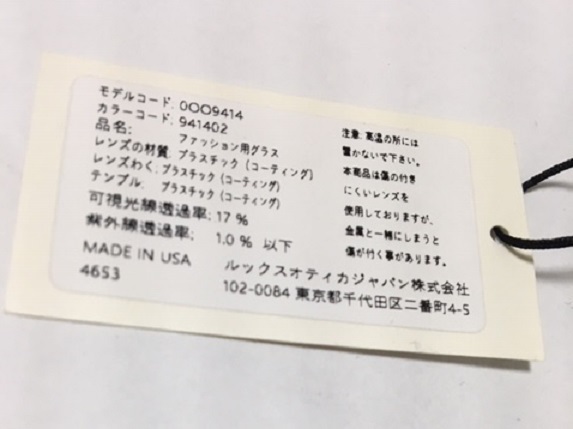 モデルコード: 0OO9414
カラーコード: 941402
品名: ファッション用グラス
レンズの材質: プラスチック (コーティング)
レンズわく: プラスチック (コーティング)
テンプル: プラスチック (コーティング)
可視光線透過率: 17 %
紫外線透過率: 1.0 % 以下
MADE IN USA
4653
注意: 高温の所には
置かないで下さい。
本商品は傷の付き
にくいレンズを
使用しておりますが、
金属と一緒にしまうと
傷が付く事があります。
ルックスオティカジャパン株式会社
102-0084 東京都千代田区二番町4-5